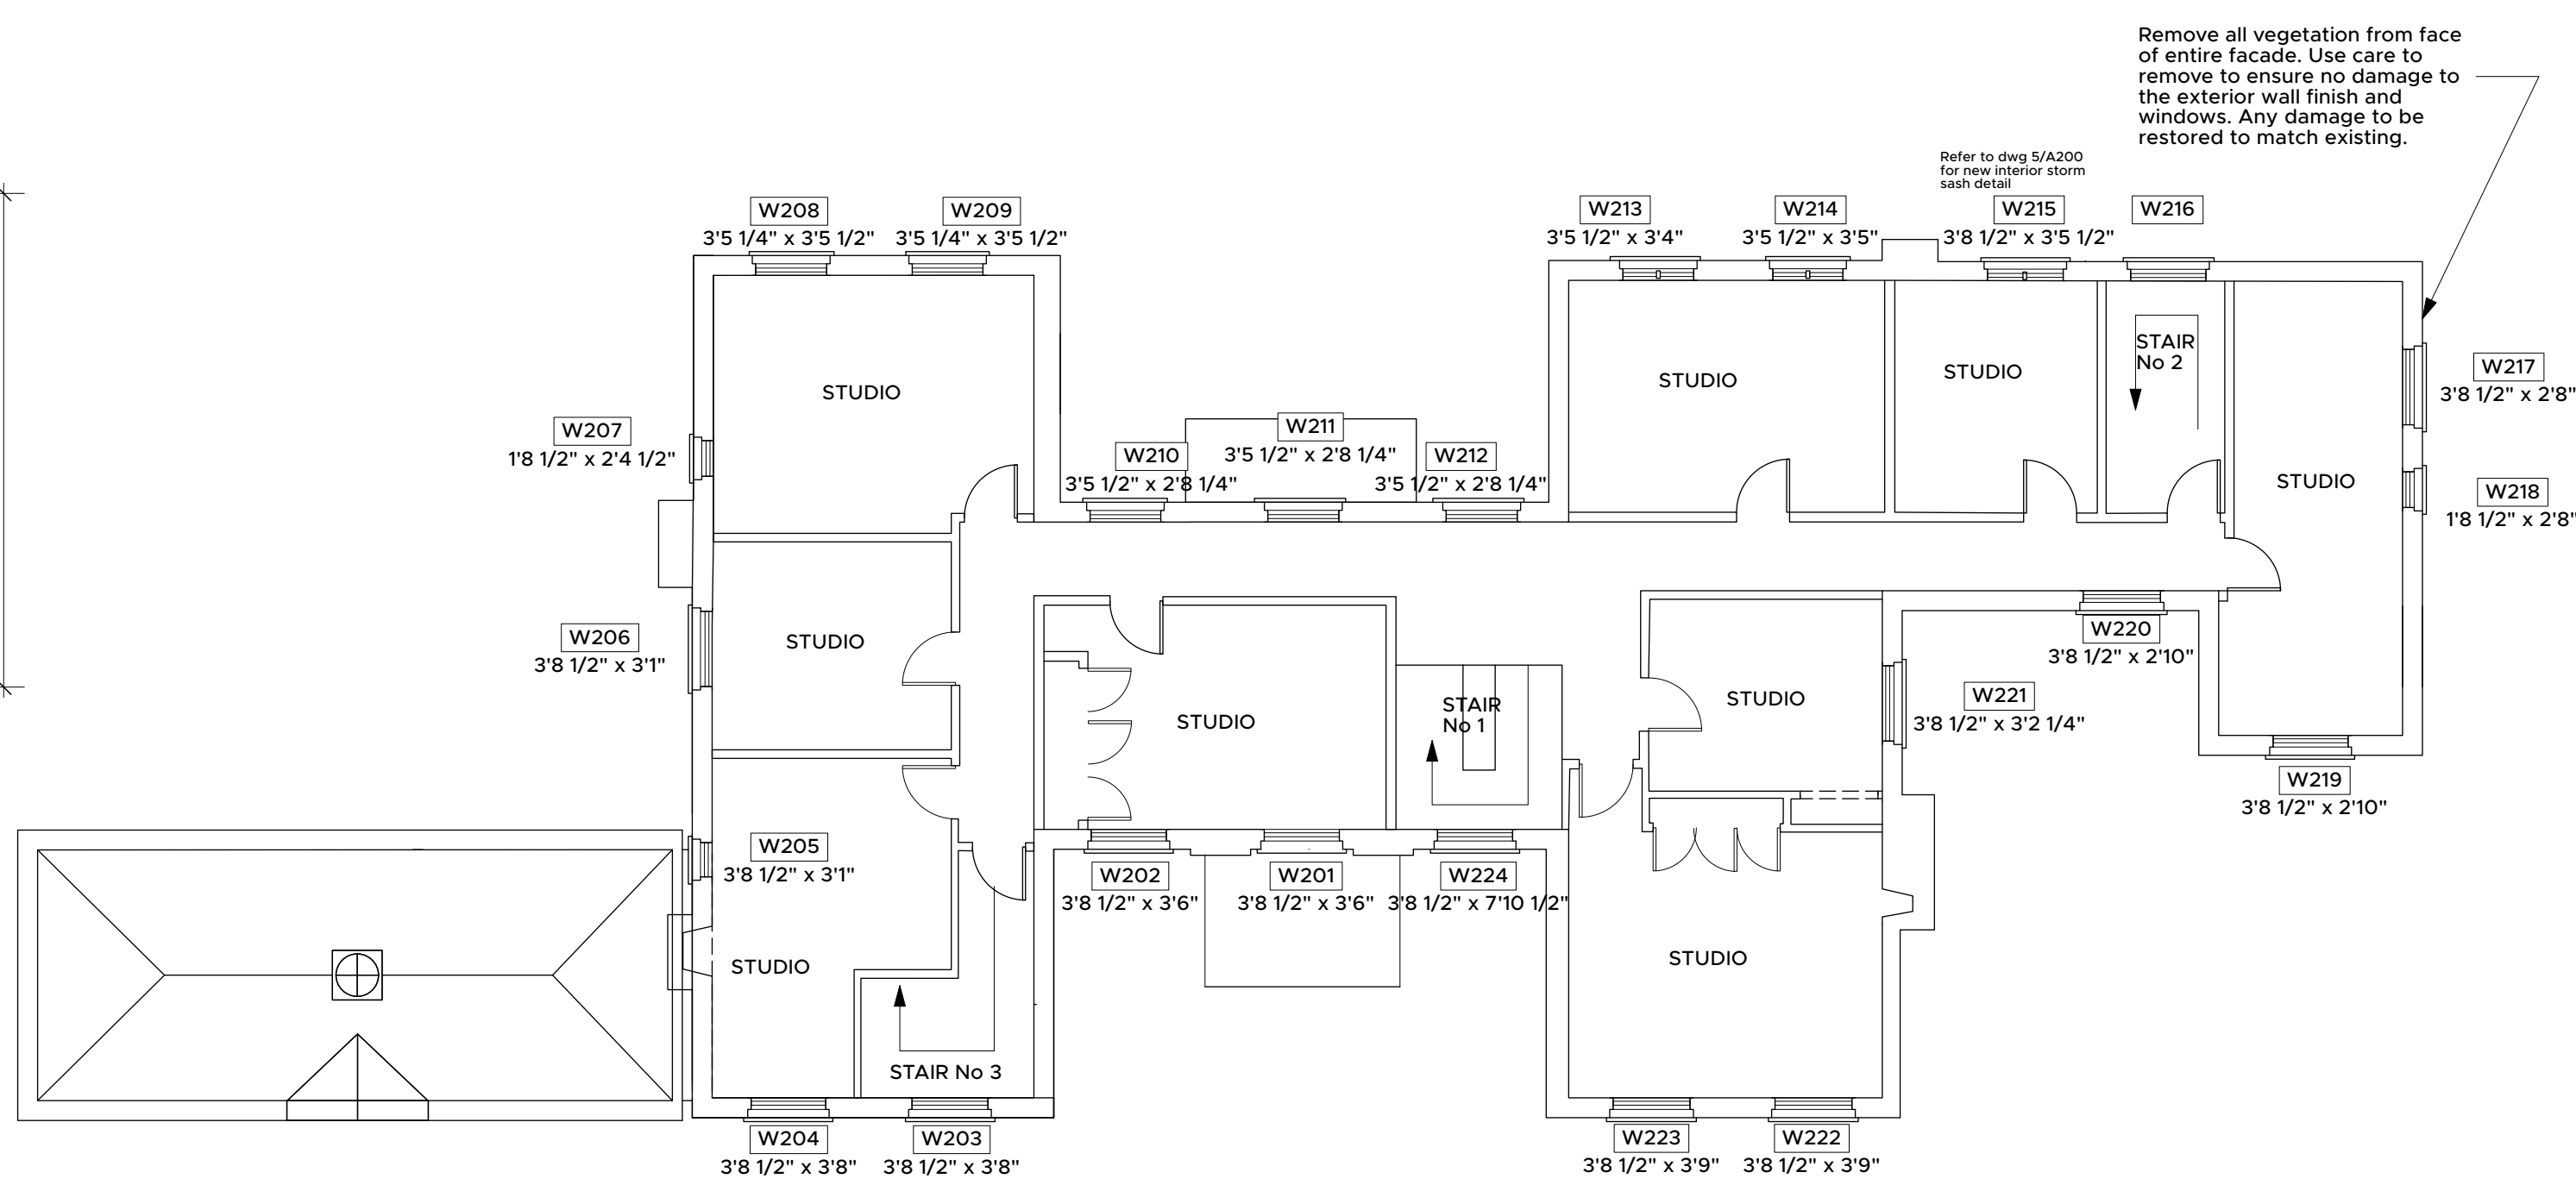 Remove all vegetation from face
of entire facade. Use care to
remove to ensure no damage to
the exterior wall finish and
windows. Any damage to be
restored to match existing.
Refer to dwg 5/A200
for new interior storm
sash detail
W208
3'5 1/4" x 3'5 1/2"
W209
3'5 1/4" x 3'5 1/2"
W213
3'5 1/2" x 3'4"
W214
3'5 1/2" x 3'5"
W215
3'8 1/2" x 3'5 1/2"
W216
STAIR
No 2
W217
3'8 1/2" x 2'8"
STUDIO
STUDIO
STUDIO
W207
1'8 1/2" x 2'4 1/2"
W210
3'5 1/2" x 2'8 1/4"
W211
3'5 1/2" x 2'8 1/4"
W212
3'5 1/2" x 2'8 1/4"
STUDIO
W218
1'8 1/2" x 2'8"
W206
3'8 1/2" x 3'1"
STUDIO
STUDIO
STAIR
No 1
STUDIO
W221
3'8 1/2" x 3'2 1/4"
W220
3'8 1/2" x 2'10"
W219
3'8 1/2" x 2'10"
W205
3'8 1/2" x 3'1"
W202
3'8 1/2" x 3'6"
W201
3'8 1/2" x 3'6"
W224
3'8 1/2" x 7'10 1/2"
STUDIO
STUDIO
STAIR No 3
W204
3'8 1/2" x 3'8"
W203
3'8 1/2" x 3'8"
W223
3'8 1/2" x 3'9"
W222
3'8 1/2" x 3'9"